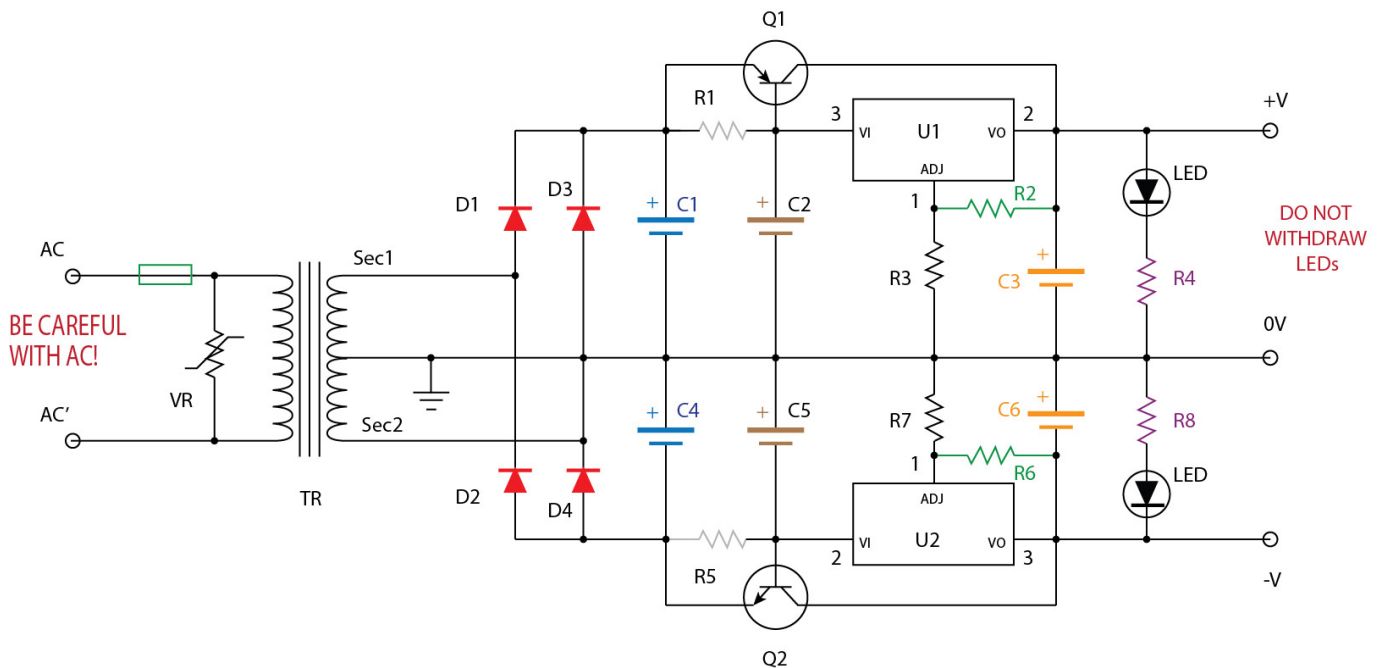 Q1
R1
3
U1
2
+V
VI
VO
ADJ
LED
D1
D3
+
C1
+
C2
1
R2
DO NOT
WITHDRAW
LEDs
AC
Sec1
R3
C3
+
R4
BE CAREFUL
WITH AC!
0V
VR
AC’
Sec2
+
C4
+
C5
R7
C6
+
R8
1
R6
LED
TR
D2
D4
ADJ
R5
2
VI
U2
VO
3
-V
Q2